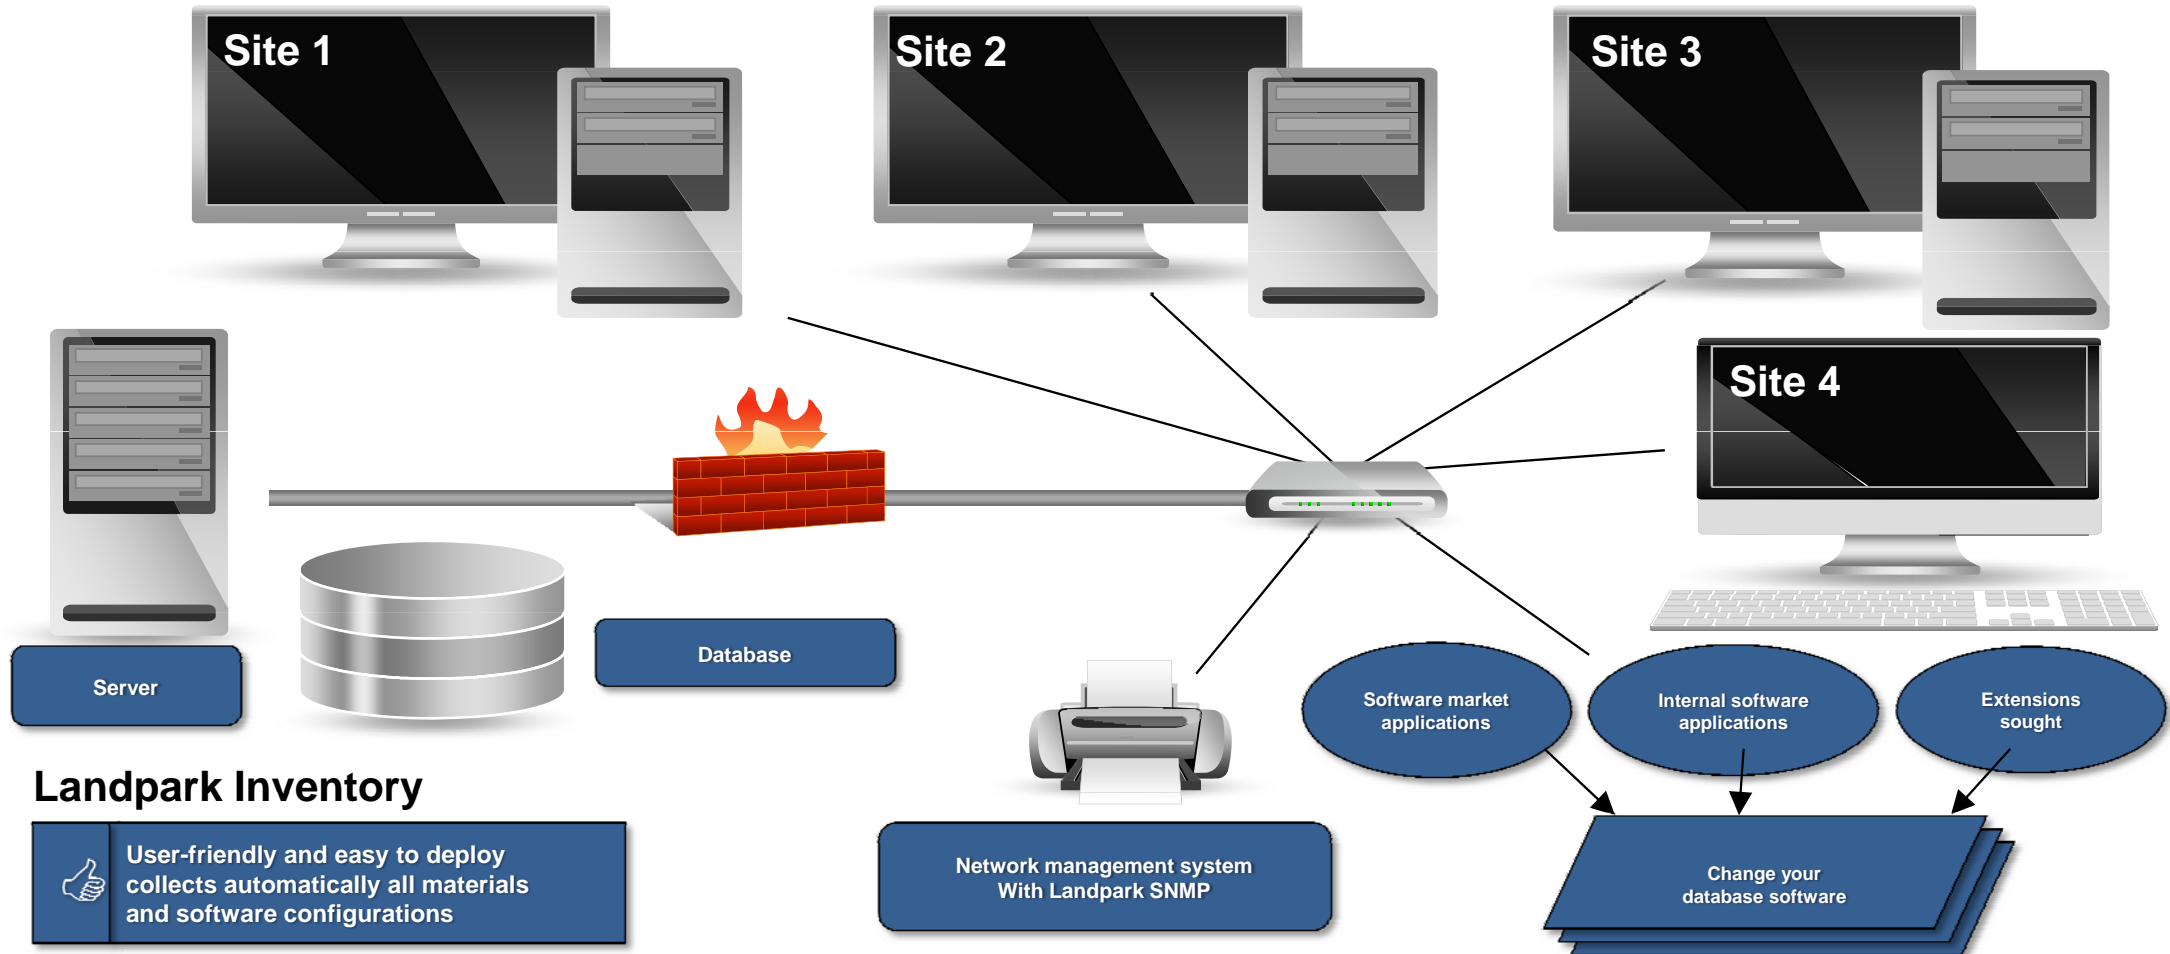 Site 1
Site 2
Site 3
Site 4
Server
Database
Software market
applications
Internal software
applications
Extensions
sought
Landpark Inventory
User-friendly and easy to deploy
collects automatically all materials
and software configurations
Network management system
With Landpark SNMP
Change your
database software